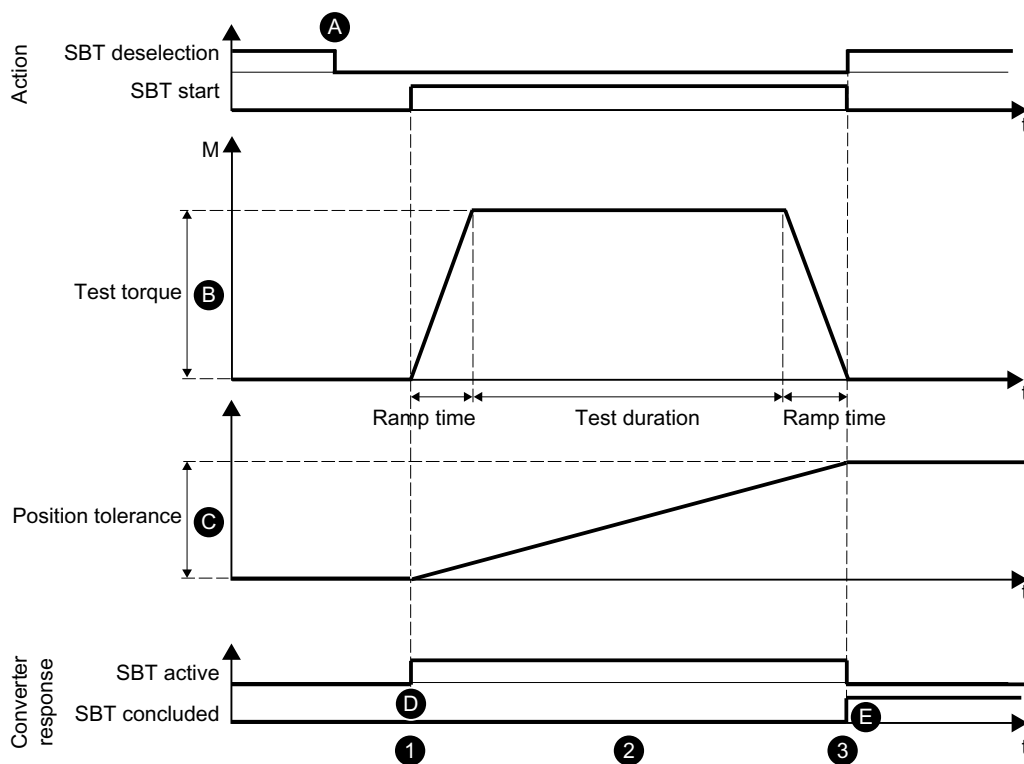 A
Action
SBT deselection
SBT start
t
M
Test torque
B
t
Ramp time
Test duration
Ramp time
Position tolerance
C
t
Converter
response
SBT active
D
SBT concluded
E
t
1
2
3